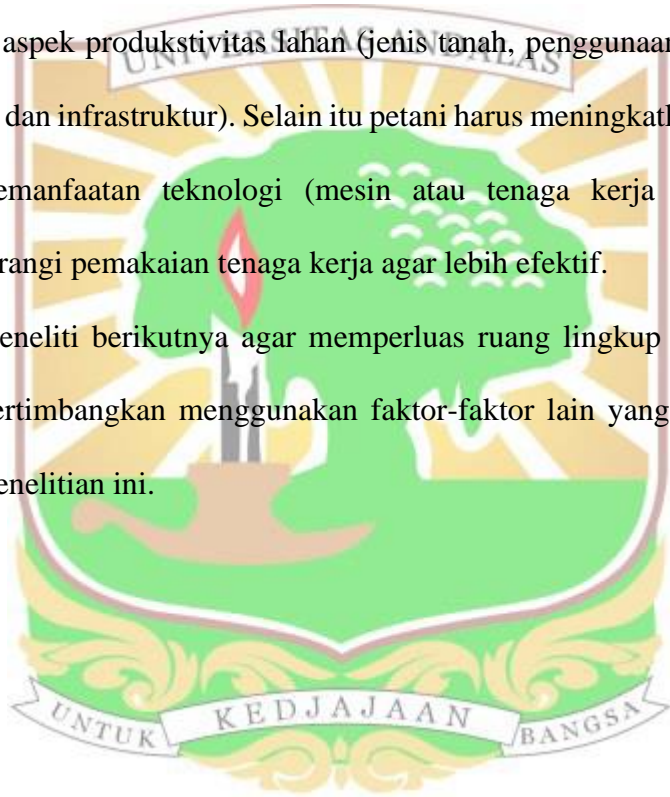 aspek produkstivitas lahan (jenis tanah, penggunaan
UNIVERSITAS ANDALAS
dan infrastruktur). Selain itu petani harus meningkatk
emanfaatan teknologi (mesin atau tenaga kerja
rangi pemakaian tenaga kerja agar lebih efektif.
eneliti berikutnya agar memperluas ruang lingkup
ertimbangkan menggunakan faktor-faktor lain yang
enelitian ini.
UNTUK KEDJAJAAN BANGSA